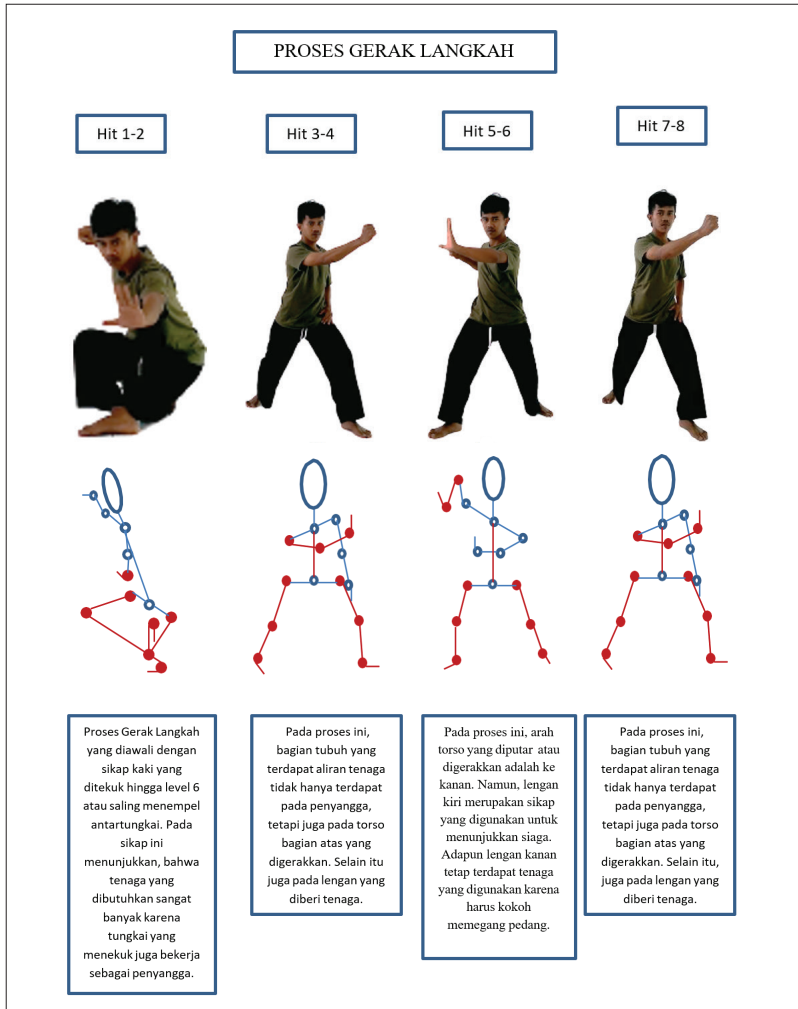 PROSES GERAK LANGKAH
Hit 1-2
Hit 3-4
Hit 5-6
Hit 7-8
Proses Gerak Langkah
yang diawali dengan
sikap kaki yang
ditekuk hingga level 6
atau saling menempel
antartungkai. Pada
sikap ini
menunjukkan, bahwa
tenaga yang
dibutuhkan sangat
banyak karena
tungkai yang
menekuk juga bekerja
sebagai penyangga.
Pada proses ini,
bagian tubuh yang
terdapat aliran tenaga
tidak hanya terdapat
pada penyangga,
tetapi juga pada torso
bagian atas yang
digerakkan. Selain itu
juga pada lengan yang
diberi tenaga.
Pada proses ini, arah
torso yang diputar atau
digerakkan adalah ke
kanan. Namun, lengan
kiri merupakan sikap
yang digunakan untuk
menunjukkan siaga.
Adapun lengan kanan
tetap terdapat tenaga
yang digunakan karena
harus kokoh
memegang pedang.
Pada proses ini,
bagian tubuh yang
terdapat aliran tenaga
tidak hanya terdapat
pada penyangga,
tetapi juga pada torso
bagian atas yang
digerakkan. Selain itu,
juga pada lengan yang
diberi tenaga.